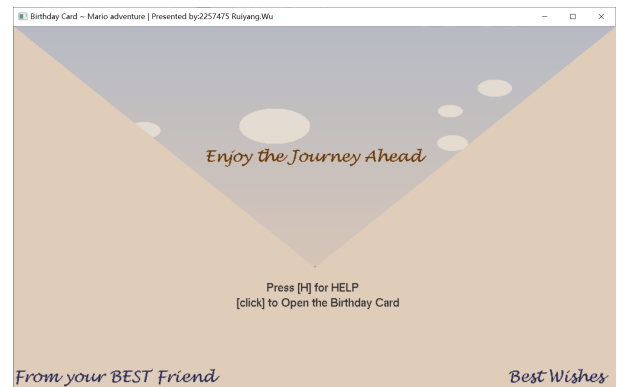 Birthday Card ~ Mario adventure | Presented by:2257475 Ruiyang.Wu
Enjoy the Journey Ahead
Press [H] for HELP
[click] to Open the Birthday Card
From your BEST Friend
Best Wishes